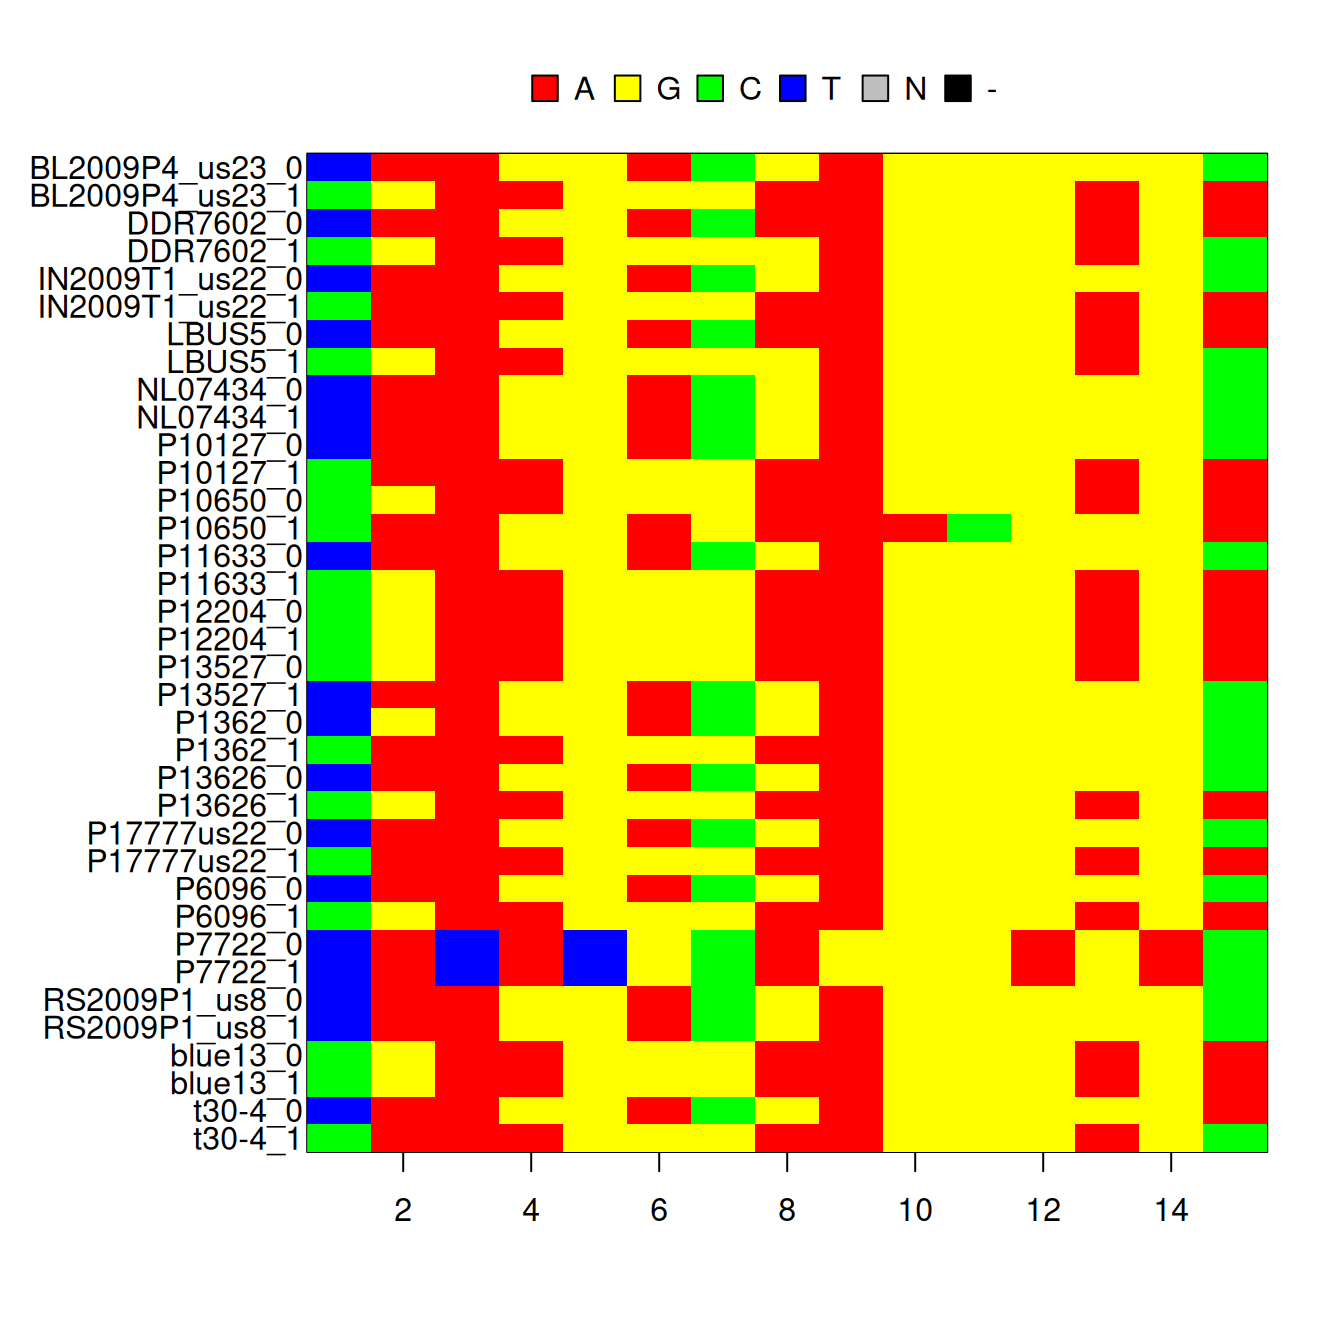 A G C T N -
BL2009P4_us23_0
BL2009P4_us23_1
DDR7602_0
DDR7602_1
IN2009T1_us22_0
IN2009T1_us22_1
LBUS5_0
LBUS5_1
NL07434_0
NL07434_1
P10127_0
P10127_1
P10650_0
P10650_1
P11633_0
P11633_1
P12204_0
P12204_1
P13527_0
P13527_1
P1362_0
P1362_1
P13626_0
P13626_1
P17777us22_0
P17777us22_1
P6096_0
P6096_1
P7722_0
P7722_1
RS2009P1_us8_0
RS2009P1_us8_1
blue13_0
blue13_1
t30-4_0
t30-4_1
2 4 6 8 10 12 14